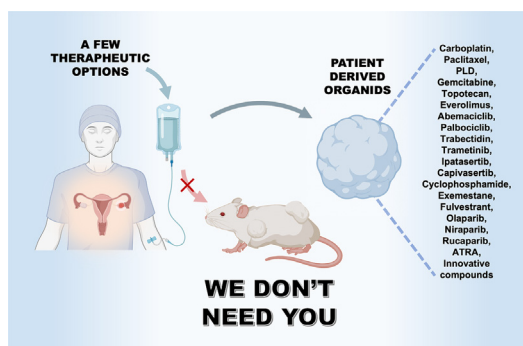 A FEW
THERAPHEUTIC
OPTIONS
PATIENT
DERIVED
ORGANIDS
Carboplatin,
Paclitaxel,
PLD,
Gemcitabine,
Topotecan,
Everolimus,
Abemaciclib,
Palbociclib,
Trabectidin,
Trametinib,
Ipatasertib,
Capivasertib,
Cyclophosphamide,
Exemestane,
Fulvestrant,
Olaparib,
Niraparib,
Rucaparib,
ATRA,
Innovative
compounds
WE DON'T
NEED YOU